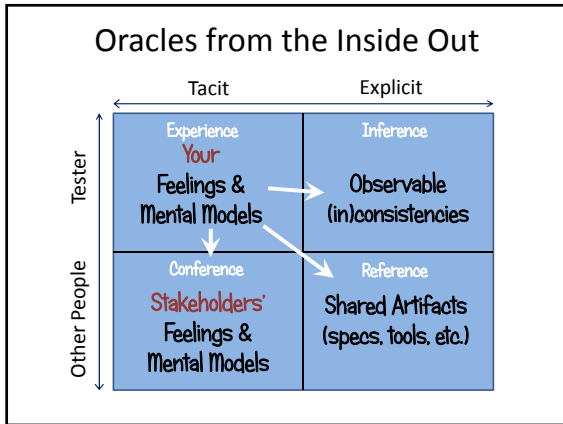 Oracles from the Inside Out
Tacit
Explicit
Tester
Experience
Your
Feelings &
Mental Models
Inference
Observable
(in)consistencies
Other People
Conference
Stakeholders'
Feelings &
Mental Models
Reference
Shared Artifacts
(specs, tools, etc.)